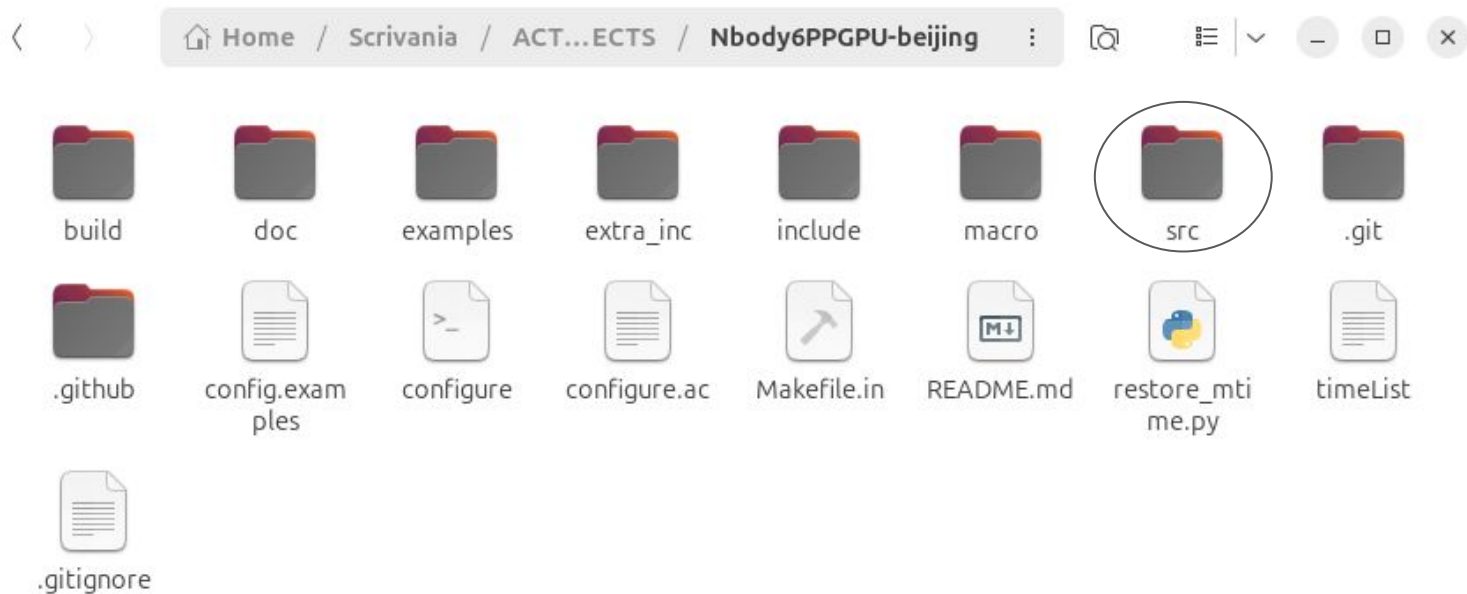 Home / Scrivania / ACT...ECTS / Nbody6PPGPU-beijing
build doc examples extra_inc include macro src .git
.github config.exam configure configure.ac Makefile.in README.md restore_mti timeList
ples me.py
.gitignore
>_
M↓